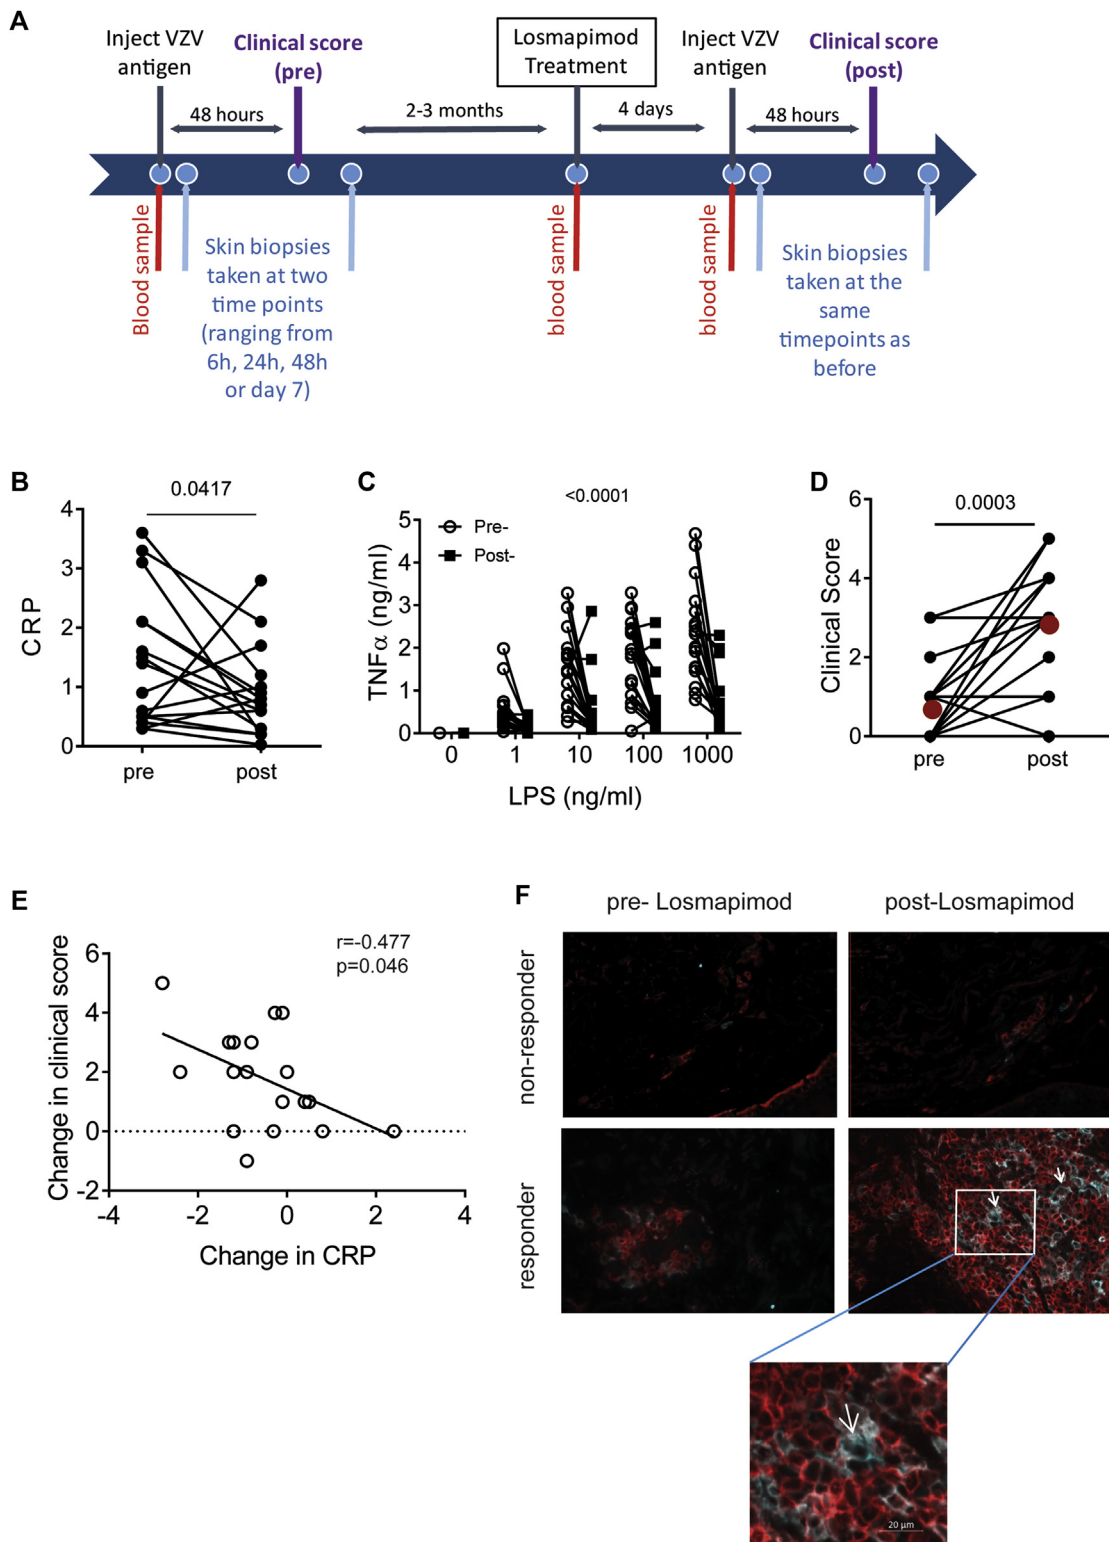 A
Inject VZV
antigen
Clinical score
(pre)
Losmapimod
Treatment
Inject VZV
antigen
Clinical score
(post)
48 hours
2-3 months
4 days
48 hours
Blood sample
Skin biopsies
taken at two
time points
(ranging from
6h, 24h, 48h
or day 7)
blood sample
blood sample
Skin biopsies
taken at the
same
timepoints as
before
B
0.0417
CRP
4
3
2
1
0
pre
post
C
<0.0001
TNFα (ng/ml)
5
4
3
2
1
0
Pre-
Post-
0
1
10
100
1000
LPS (ng/ml)
D
0.0003
Clinical Score
6
4
2
0
pre
post
E
r=-0.477
p=0.046
Change in clinical score
6
4
2
0
-2
-4
-2
0
2
4
Change in CRP
F
pre- Losmapimod
post-Losmapimod
non-responder
responder
20 µm